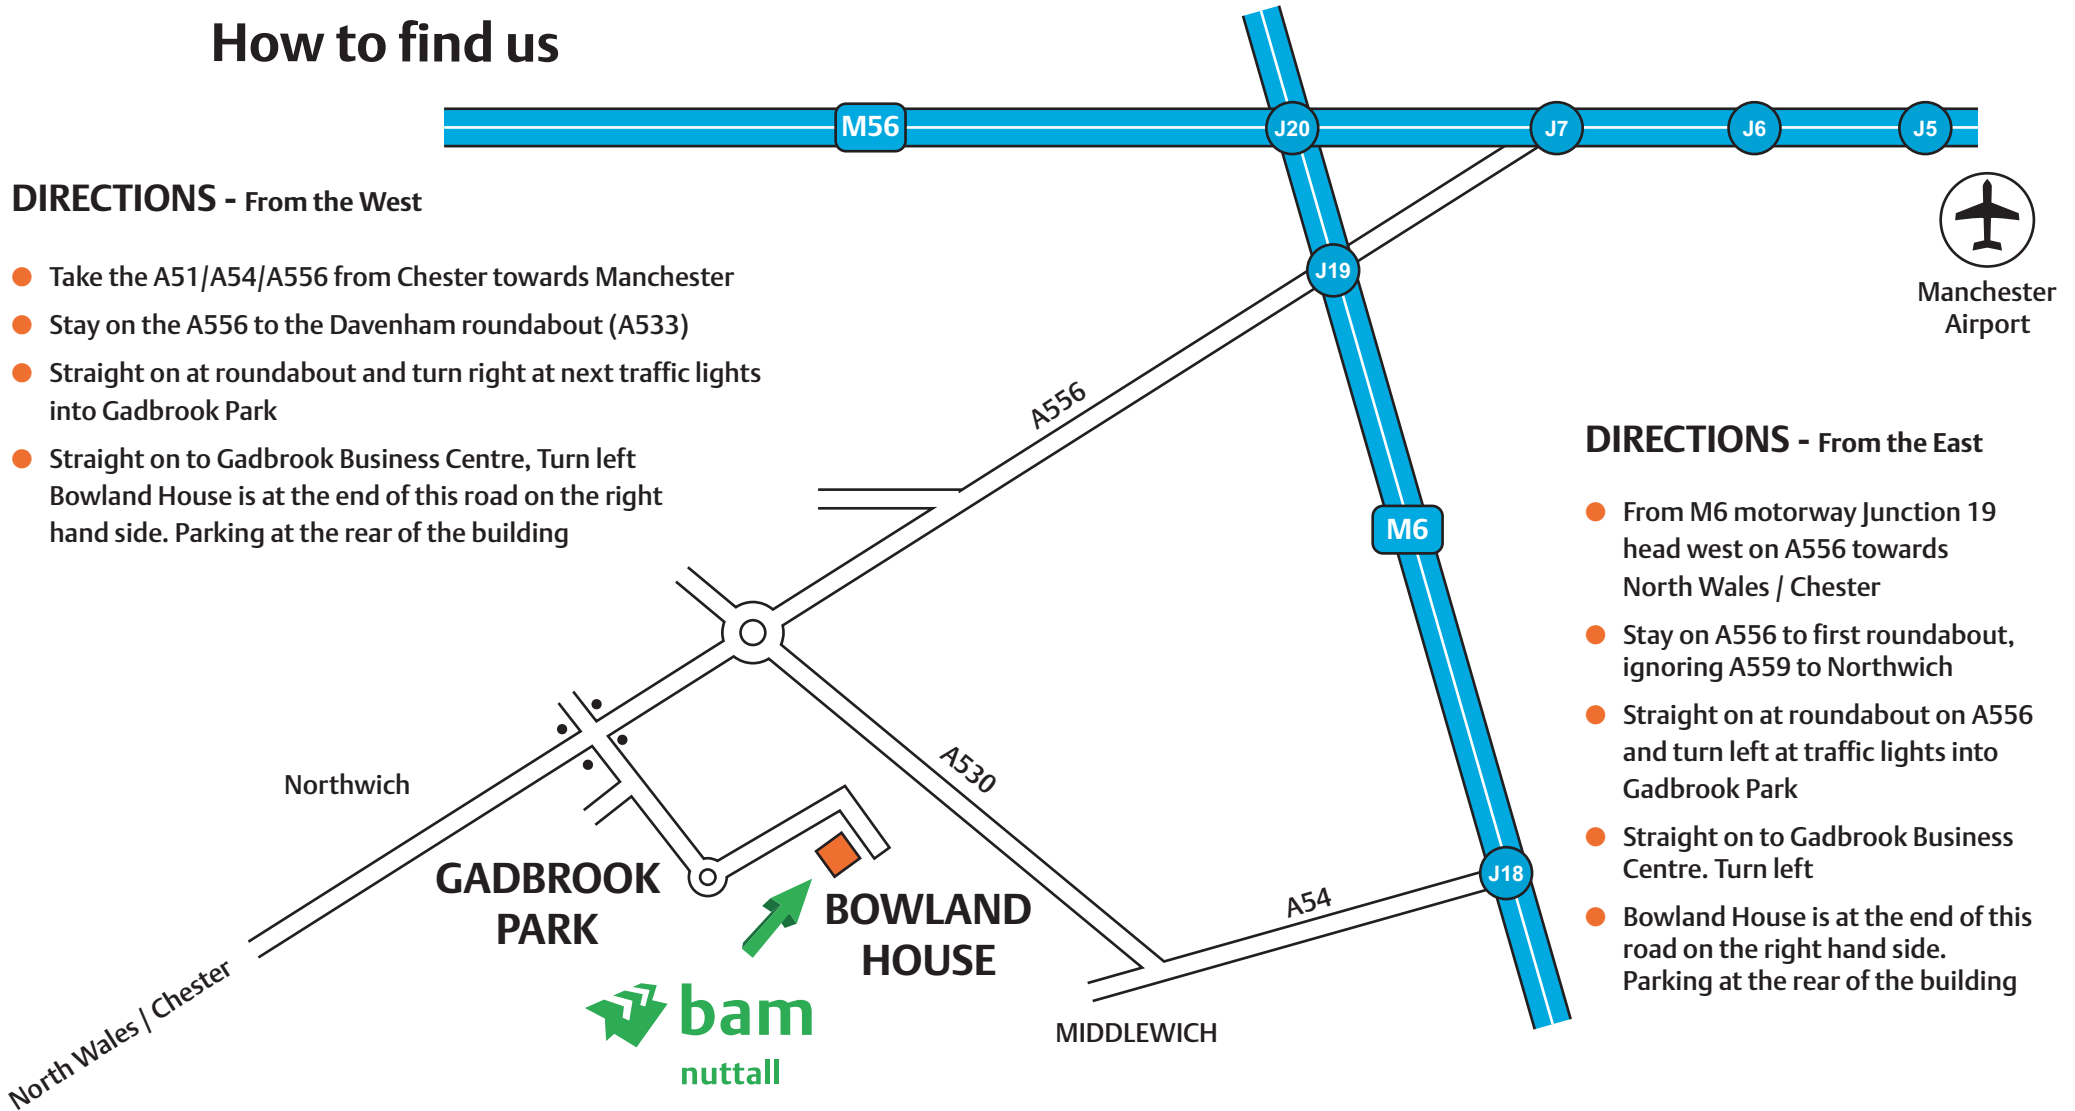 How to find us
M56
J20
J7
J6
J5
DIRECTIONS - From the West
Take the A51/A54/A556 from Chester towards Manchester
Stay on the A556 to the Davenham roundabout (A533)
Straight on at roundabout and turn right at next traffic lights
into Gadbrook Park
Straight on to Gadbrook Business Centre, Turn left
Bowland House is at the end of this road on the right
hand side. Parking at the rear of the building
J19
Manchester
Airport
A556
M6
DIRECTIONS - From the East
From M6 motorway Junction 19
head west on A556 towards
North Wales / Chester
Stay on A556 to first roundabout,
ignoring A559 to Northwich
Straight on at roundabout on A556
and turn left at traffic lights into
Gadbrook Park
Straight on to Gadbrook Business
Centre. Turn left
Bowland House is at the end of this
road on the right hand side.
Parking at the rear of the building
Northwich
A530
GADBROOK
PARK
BOWLAND
HOUSE
A54
J18
North Wales / Chester
bam
nuttall
MIDDLEWICH